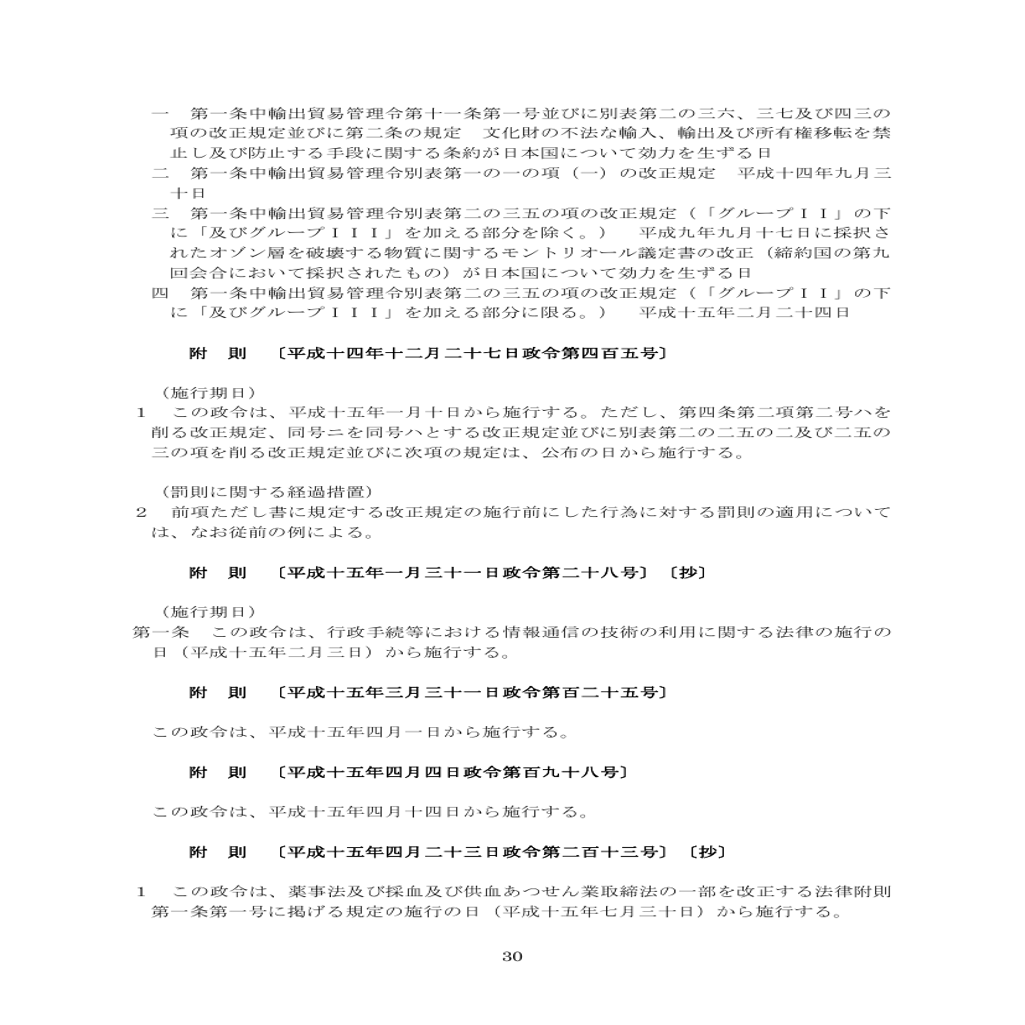 一　第一条中輸出貿易管理令第十一条第一号並びに別表第二の三六、三七及び四三の
項の改正規定並びに第二条の規定　文化財の不法な輸入、輸出及び所有権移転を禁
止し及び防止する手段に関する条約が日本国について効力を生ずる日
二　第一条中輸出貿易管理令別表第一の一の項（一）の改正規定　平成十四年九月三
十日
三　第一条中輸出貿易管理令別表第二の三五の項の改正規定（「グループＩＩ」の下
に「及びグループＩＩＩ」を加える部分を除く。）　平成九年九月十七日に採択さ
れたオゾン層を破壊する物質に関するモントリオール議定書の改正（締約国の第九
回会合において採択されたもの）が日本国について効力を生ずる日
四　第一条中輸出貿易管理令別表第二の三五の項の改正規定（「グループＩＩ」の下
に「及びグループＩＩＩ」を加える部分に限る。）　平成十五年二月二十四日
附　則　〔平成十四年十二月二十七日政令第四百五号〕
（施行期日）
１　この政令は、平成十五年一月十日から施行する。ただし、第四条第二項第二号ハを
削る改正規定、同号ニを同号ハとする改正規定並びに別表第二の二五の二及び二五の
三の項を削る改正規定並びに次項の規定は、公布の日から施行する。
（罰則に関する経過措置）
２　前項ただし書に規定する改正規定の施行前にした行為に対する罰則の適用について
は、なお従前の例による。
附　則　〔平成十五年一月三十一日政令第二十八号〕〔抄〕
（施行期日）
第一条　この政令は、行政手続等における情報通信の技術の利用に関する法律の施行の
日（平成十五年二月三日）から施行する。
附　則　〔平成十五年三月三十一日政令第百二十五号〕
この政令は、平成十五年四月一日から施行する。
附　則　〔平成十五年四月四日政令第百九十八号〕
この政令は、平成十五年四月十四日から施行する。
附　則　〔平成十五年四月二十三日政令第二百十三号〕〔抄〕
１　この政令は、薬事法及び採血及び供血あつせん業取締法の一部を改正する法律附則
第一条第一号に掲げる規定の施行の日（平成十五年七月三十日）から施行する。
30